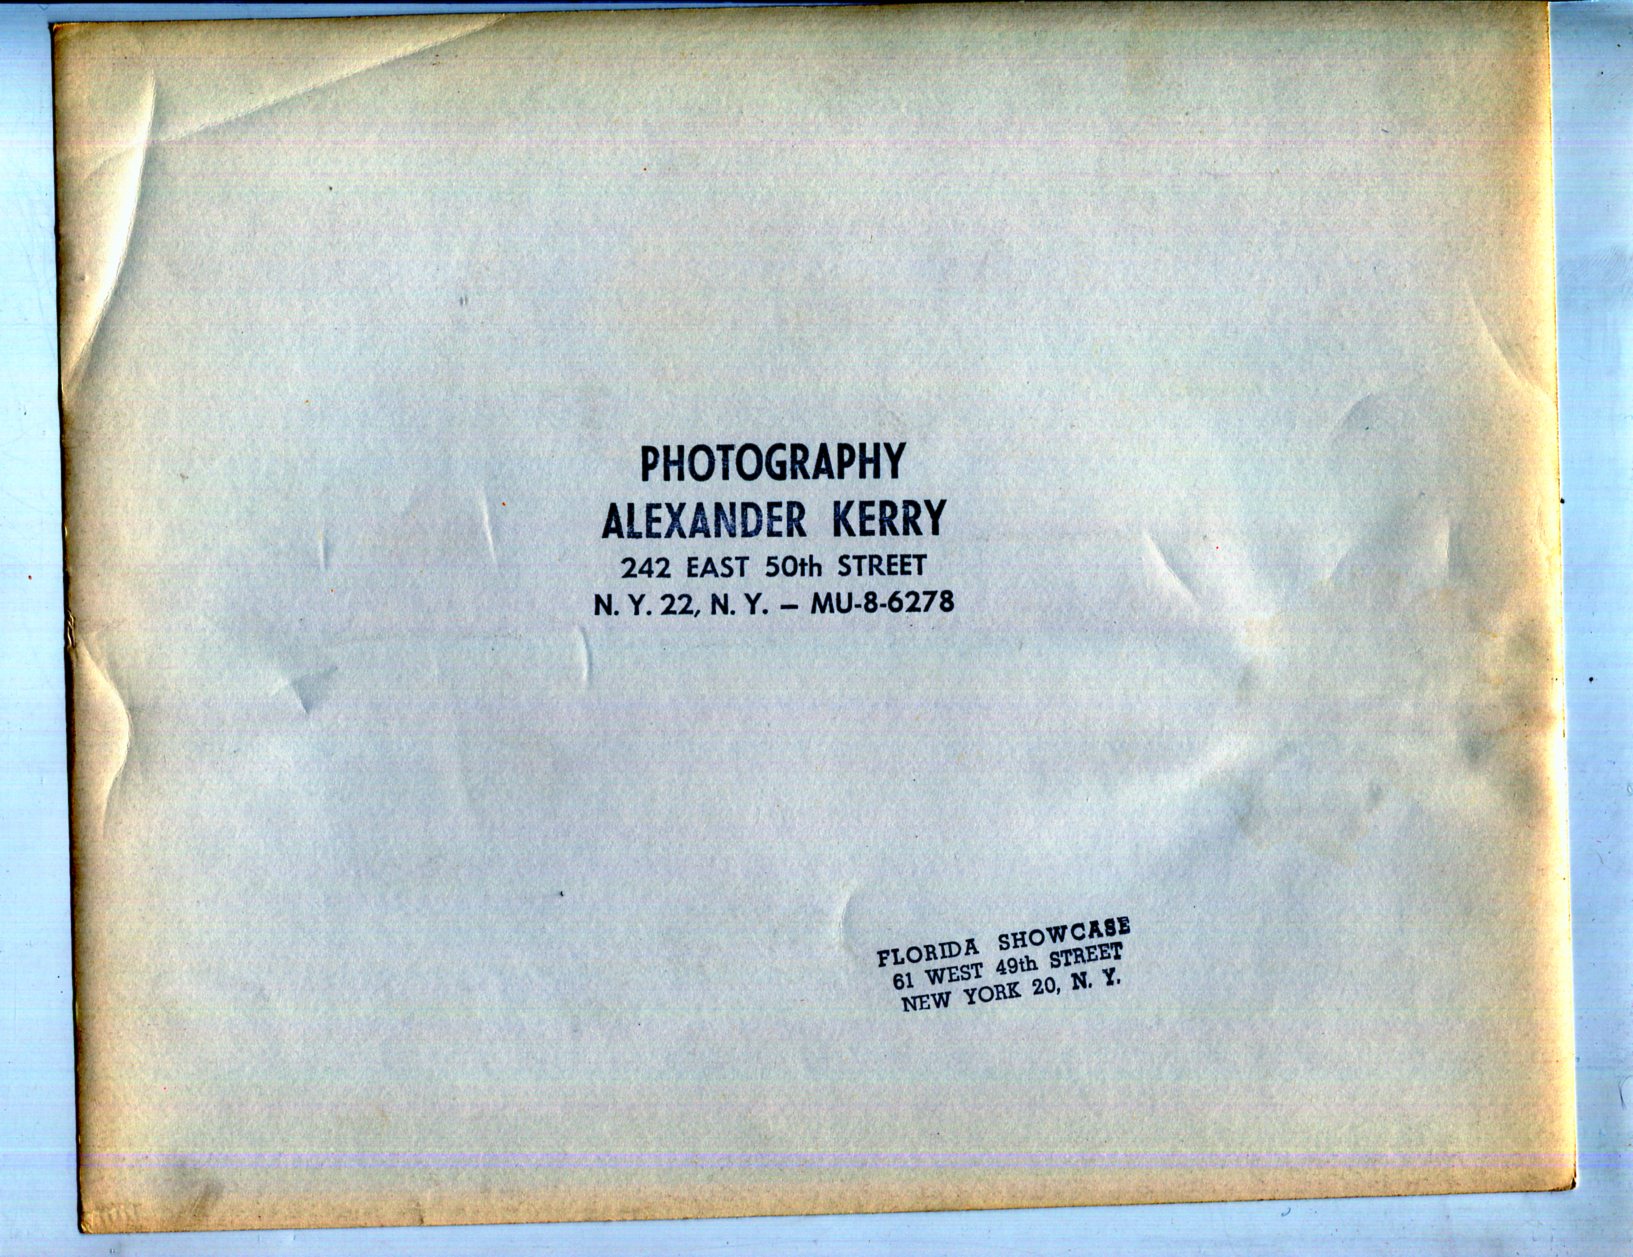 PHOTOGRAPHY
ALEXANDER KERRY
242 EAST 50th STREET
N. Y. 22, N. Y. – MU-8-6278
FLORIDA SHOWCASE
61 WEST 49th STREET
NEW YORK 20, N. Y.